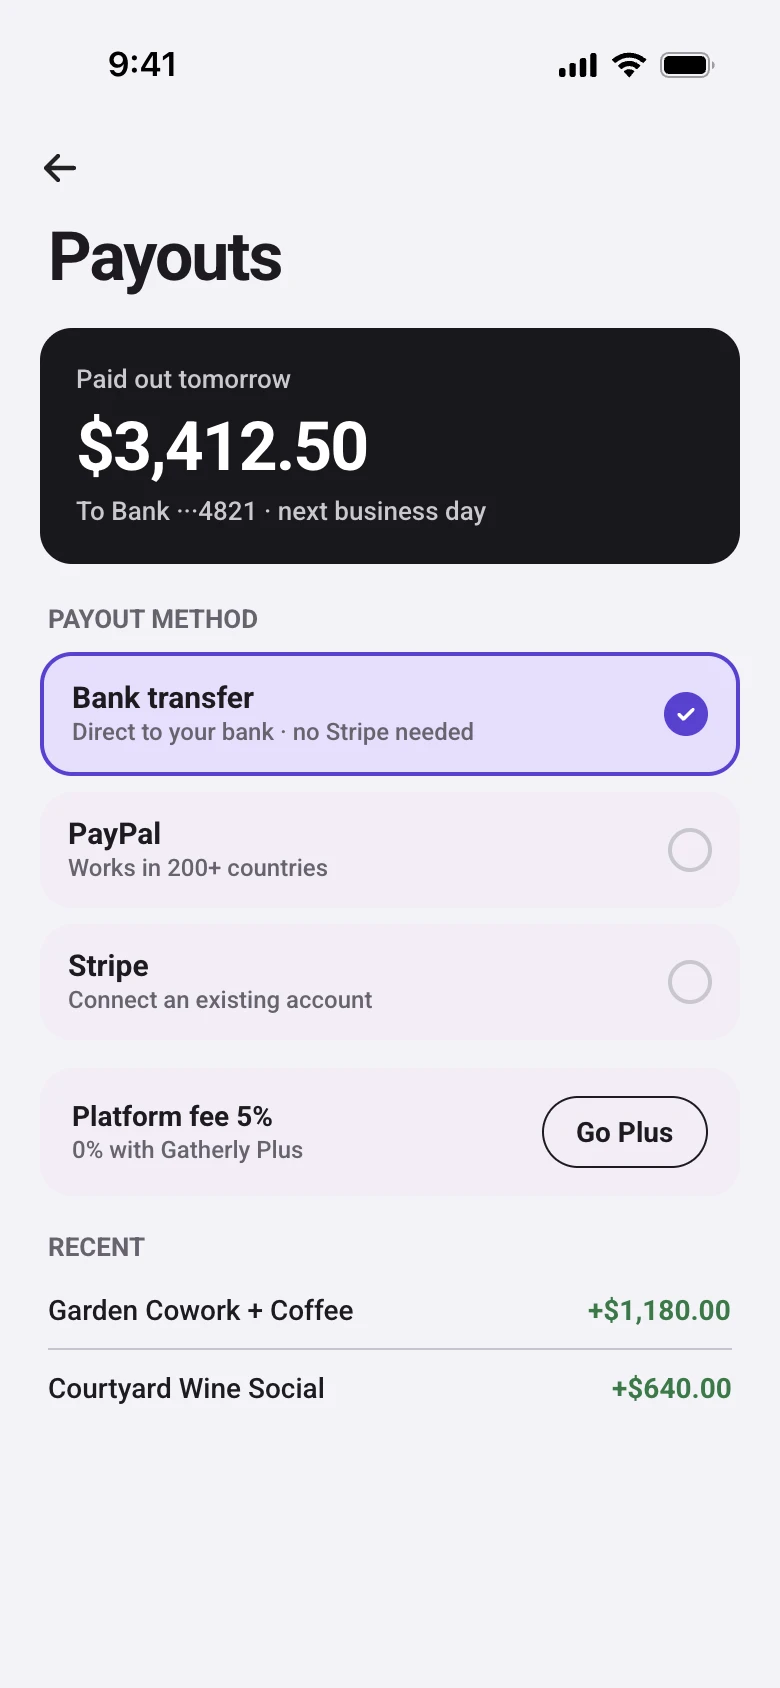 9:41
Payouts
Paid out tomorrow
$3,412.50
To Bank ···4821 · next business day
PAYOUT METHOD
Bank transfer
Direct to your bank · no Stripe needed
PayPal
Works in 200+ countries
Stripe
Connect an existing account
Platform fee 5%
0% with Gatherly Plus
Go Plus
RECENT
Garden Cowork + Coffee +$1,180.00
Courtyard Wine Social +$640.00